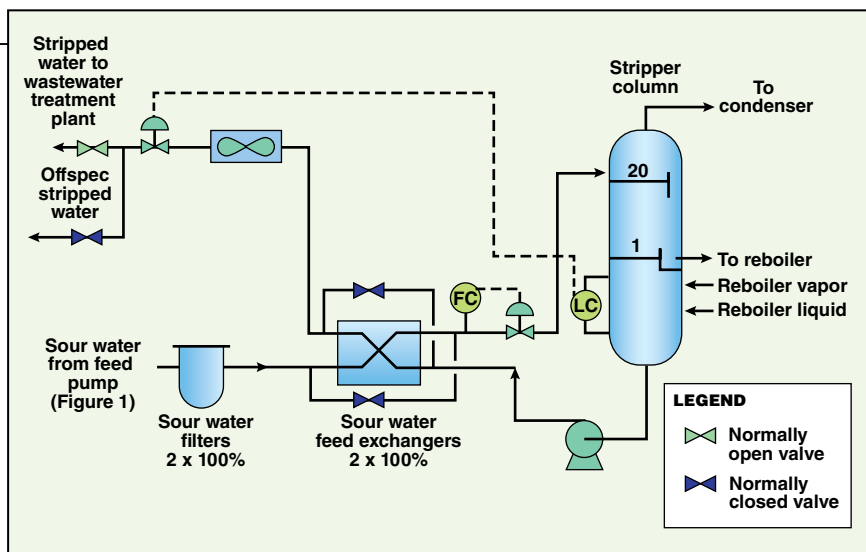 Stripped
water to
wastewater
treatment
plant
Offspec
stripped
water
Stripper
column
To
condenser
20
1
To reboiler
Reboiler vapor
Reboiler liquid
FC
LC
Sour water
from feed
pump
(Figure 1)
Sour water
filters
2 x 100%
Sour water
feed exchangers
2 x 100%
LEGEND
Normally
open valve
Normally
closed valve